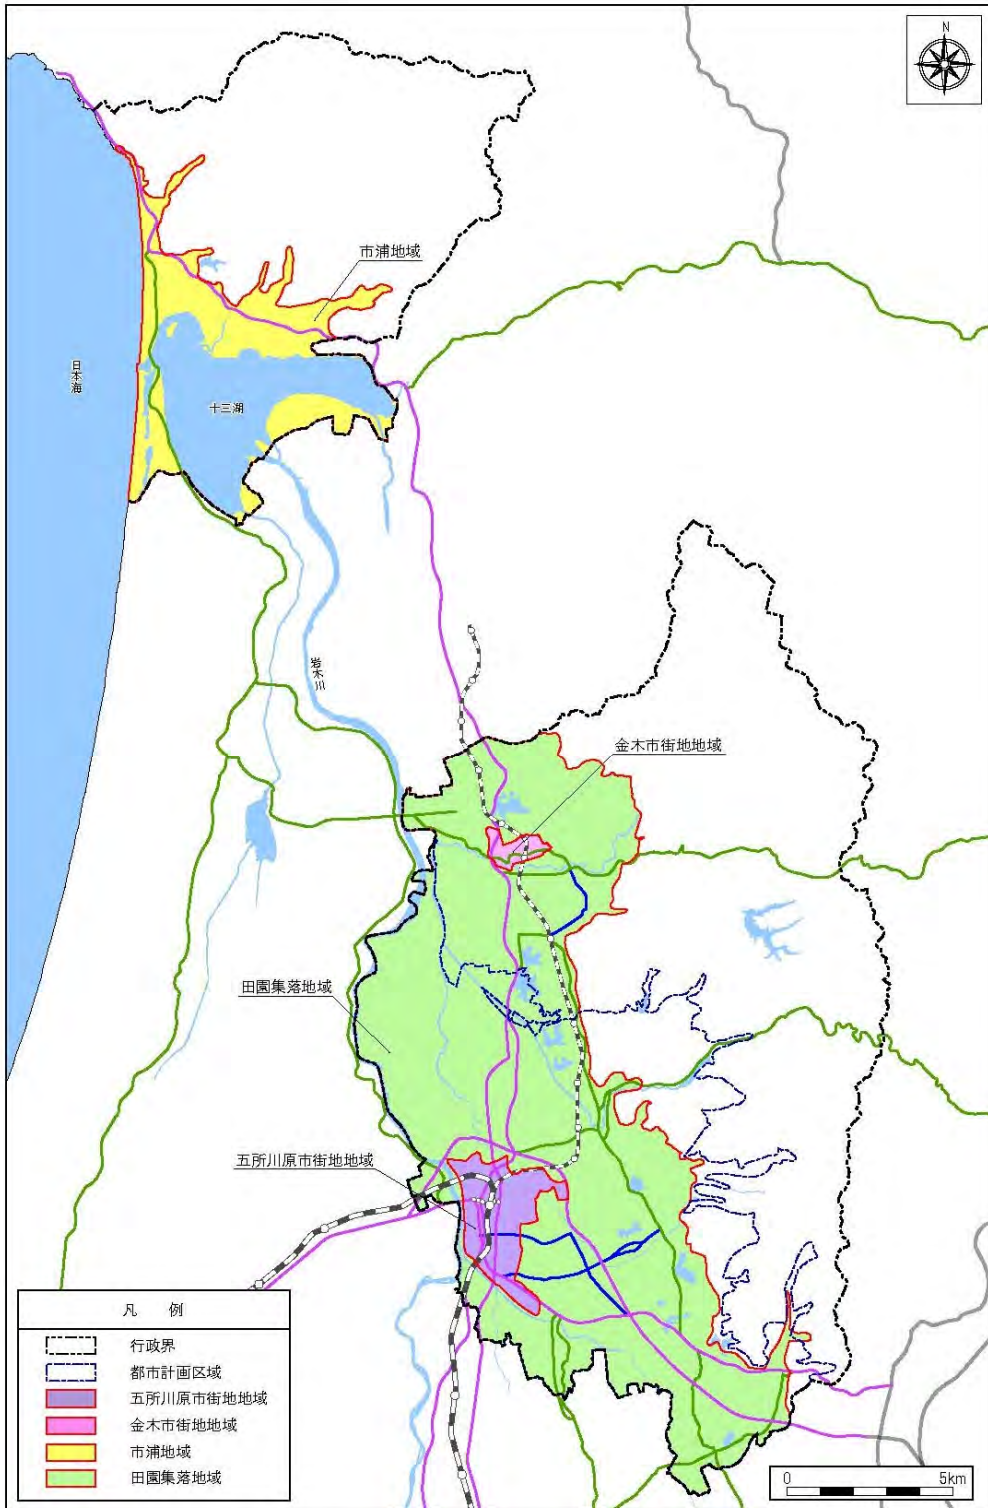 N
市浦地域
日本海
十三湖
岩木川
金木市街地地域
田園集落地域
五所川原市街地地域
凡 例
行政界
都市計画区域
五所川原市街地地域
金木市街地地域
市浦地域
田園集落地域
0 5km